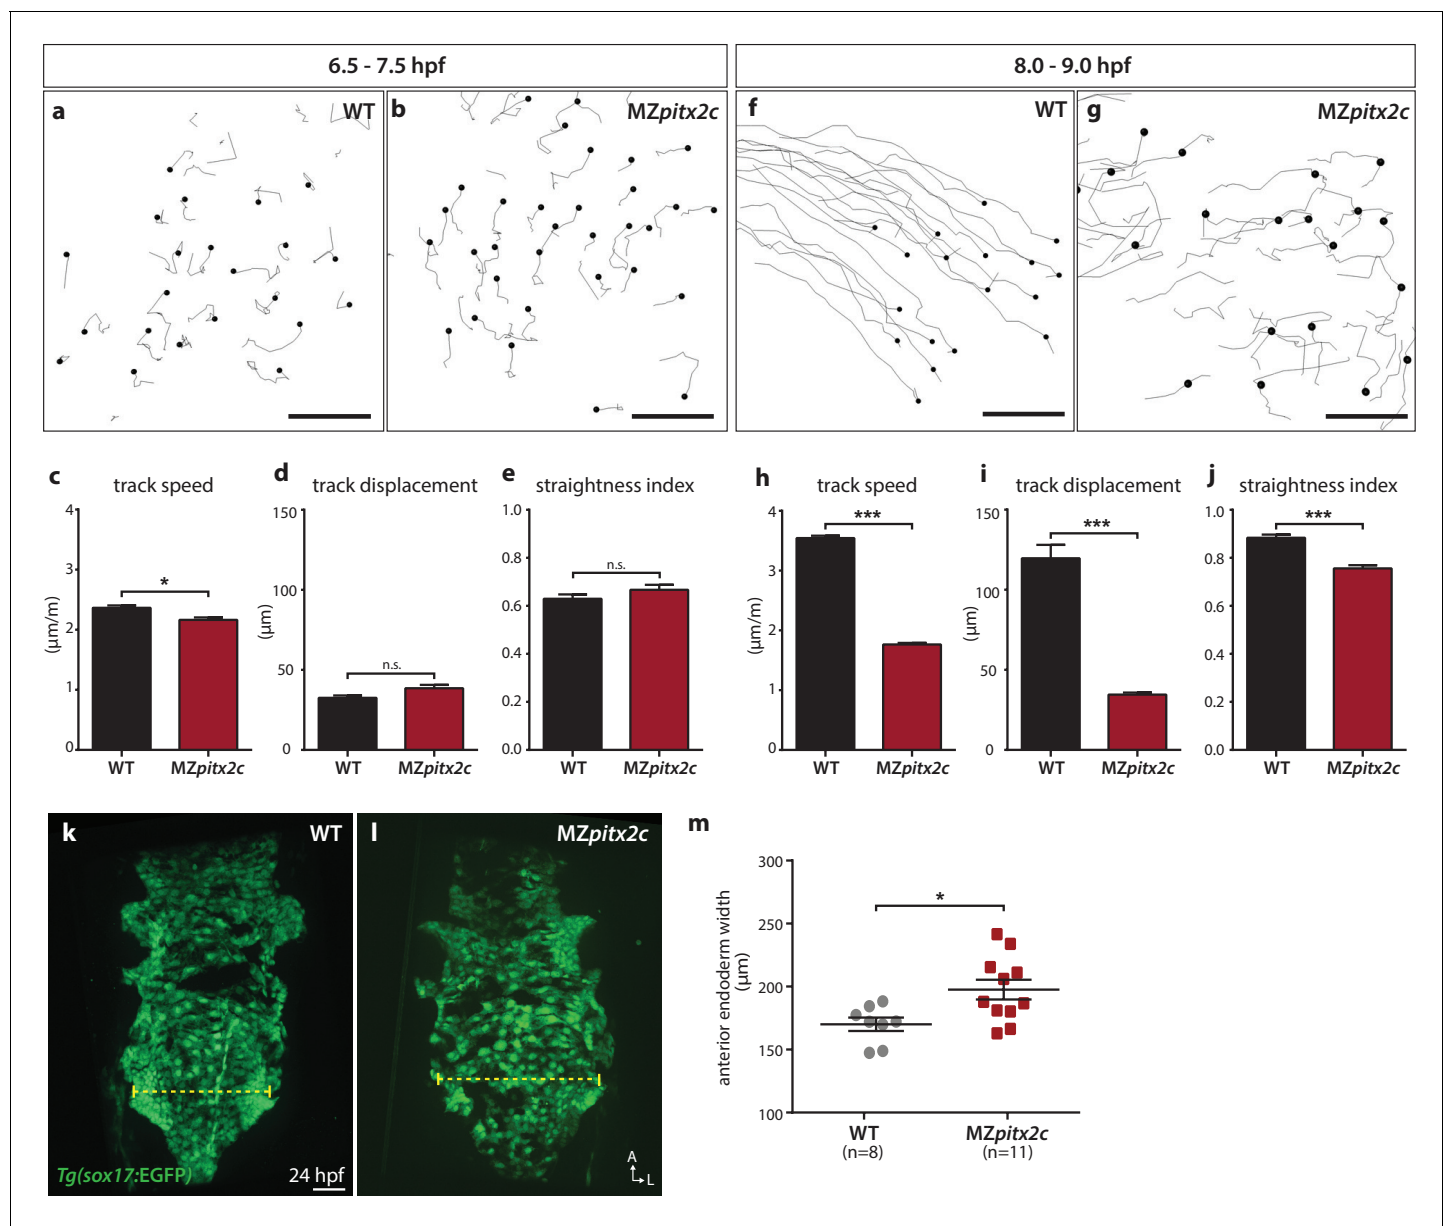 6.5 - 7.5 hpf
8.0 - 9.0 hpf
a WT
b MZpitx2c
f WT
g MZpitx2c
c track speed
4
3
2
1
0
(µm/m)
*
WT MZpitx2c
d track displacement
150
100
50
0
(µm)
n.s.
WT MZpitx2c
e straightness index
1.0
0.8
0.6
0.4
0.2
0.0
n.s.
WT MZpitx2c
h track speed
4
3
2
1
0
(µm/m)
***
WT MZpitx2c
i track displacement
150
100
50
0
(µm)
***
WT MZpitx2c
j straightness index
1.0
0.8
0.6
0.4
0.2
0.0
***
WT MZpitx2c
k WT
Tg(sox17:EGFP) 24 hpf
l MZpitx2c
A
L
m
300
250
200
150
100
anterior endoderm width
(µm)
*
WT MZpitx2c
(n=8) (n=11)